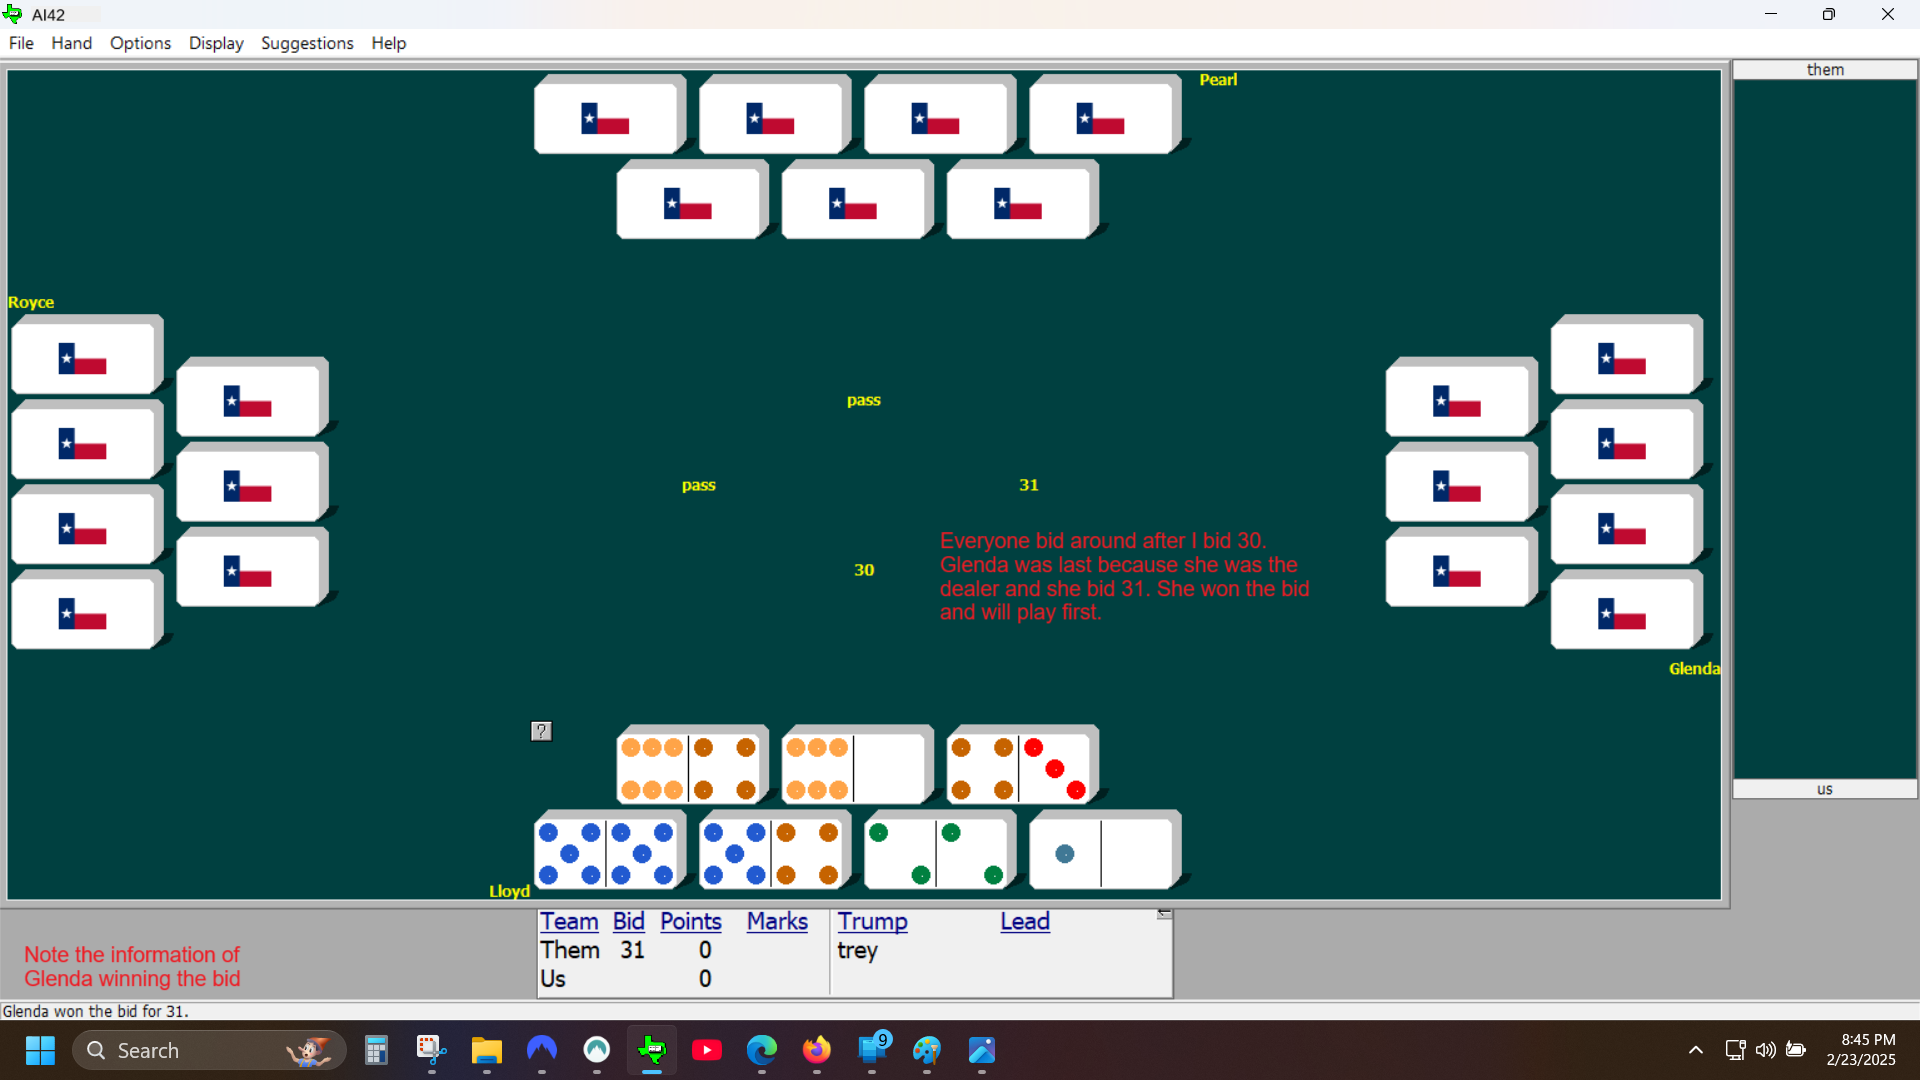 AI42
File Hand Options Display Suggestions Help
them
Pearl
Royce
pass
pass
31
Everyone bid around after I bid 30.
Glenda was last because she was the
dealer and she bid 31. She won the bid
and will play first.
30
Glenda
?
us
Lloyd
Team Bid Points Marks Trump Lead
Them 31 0 trey
Us 0
Note the information of
Glenda winning the bid
Glenda won the bid for 31.
Search
9
8:45 PM
2/23/2025